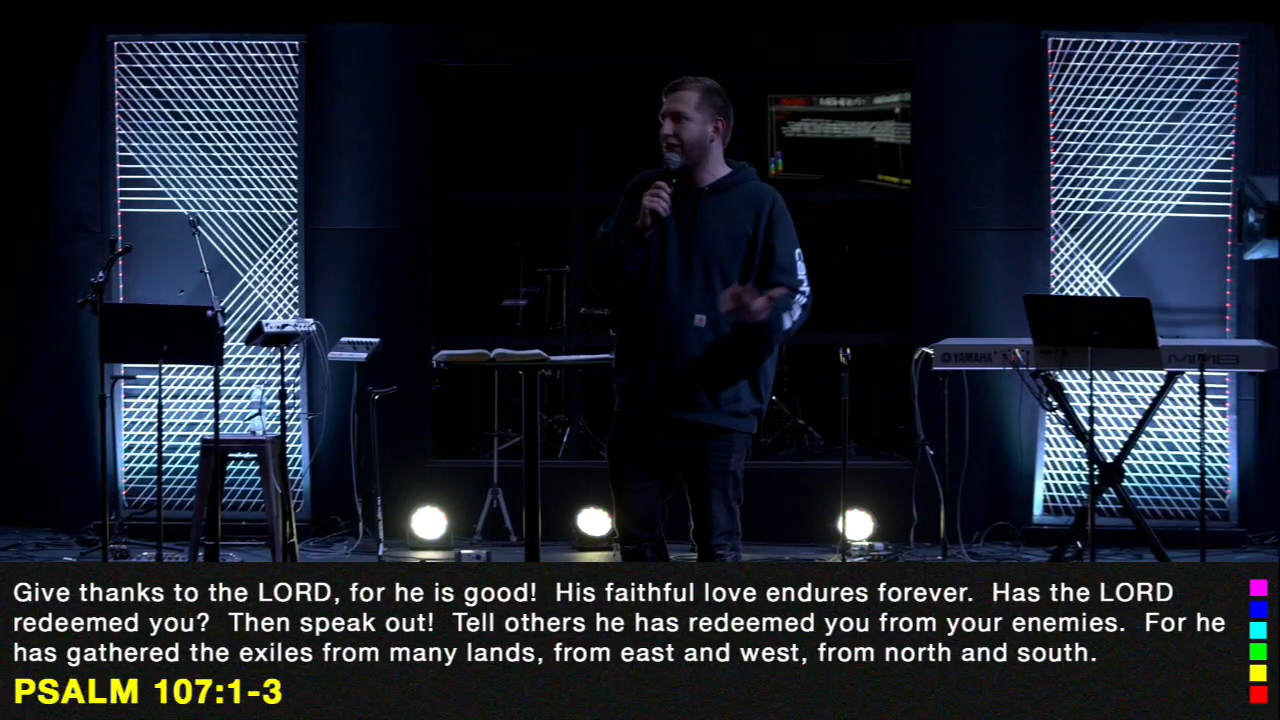 YAMAHA
MM8
Give thanks to the LORD, for he is good!  His faithful love endures forever.  Has the LORD
redeemed you?  Then speak out!  Tell others he has redeemed you from your enemies.  For he
has gathered the exiles from many lands, from east and west, from north and south.
PSALM 107:1-3